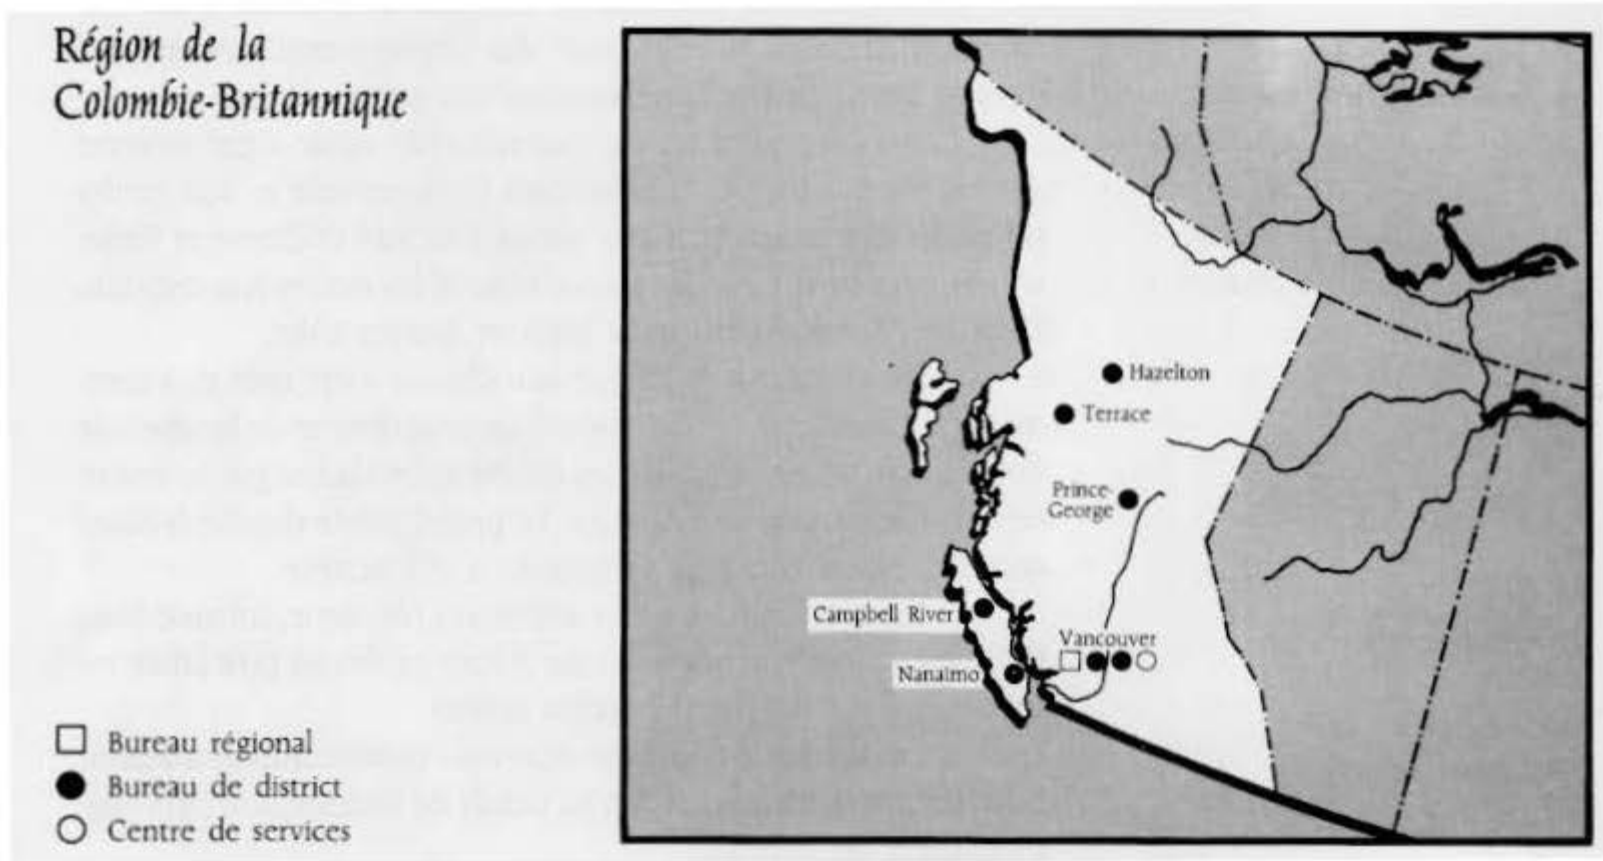 Région de la
Colombie-Britannique
Hazelton
Terrace
Prince-
George
Campbell River
Vancouver
Nanaimo
Bureau régional
Bureau de district
Centre de services